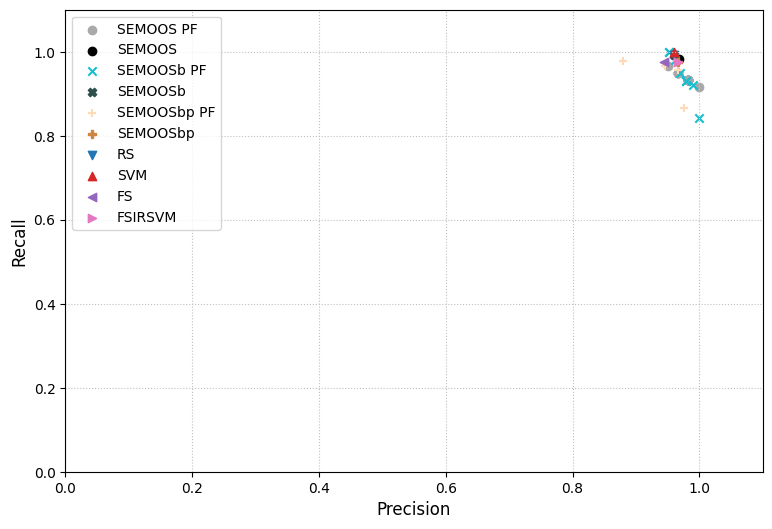 SEMOOS PF
SEMOOS
SEMOOSb PF
SEMOOSb
SEMOOSbp PF
SEMOOSbp
RS
SVM
FS
FSIRSVM
1.0
0.8
0.6
0.4
0.2
0.0
Recall
0.0 0.2 0.4 0.6 0.8 1.0
Precision